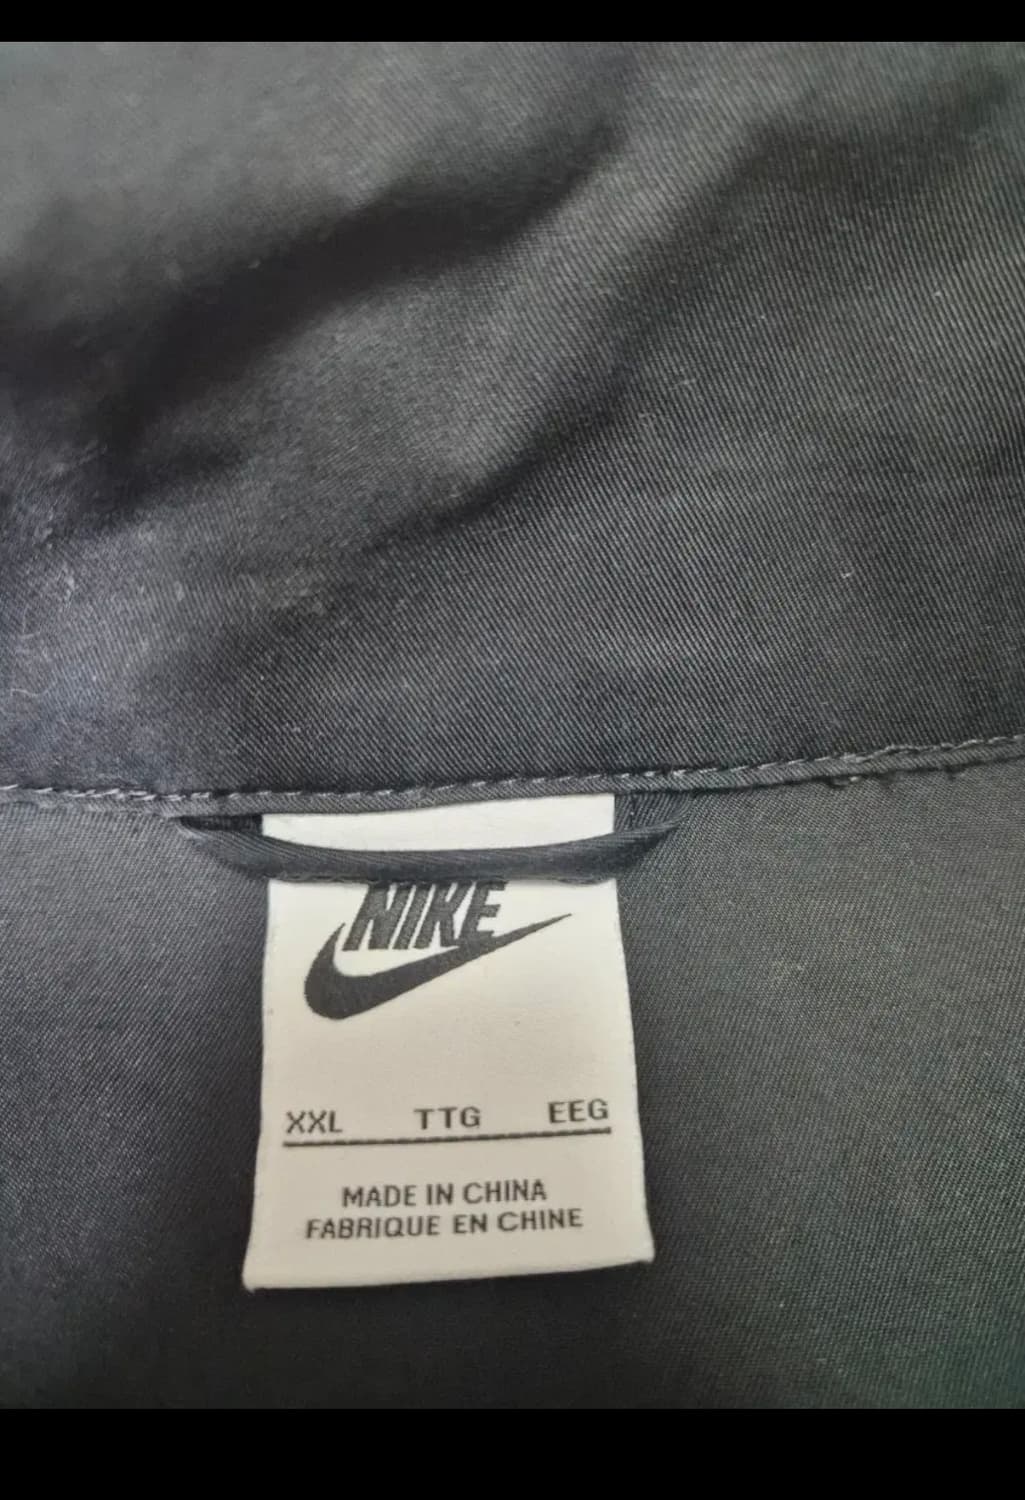 NIKE
XXL TTG EEG
MADE IN CHINA
FABRIQUE EN CHINE